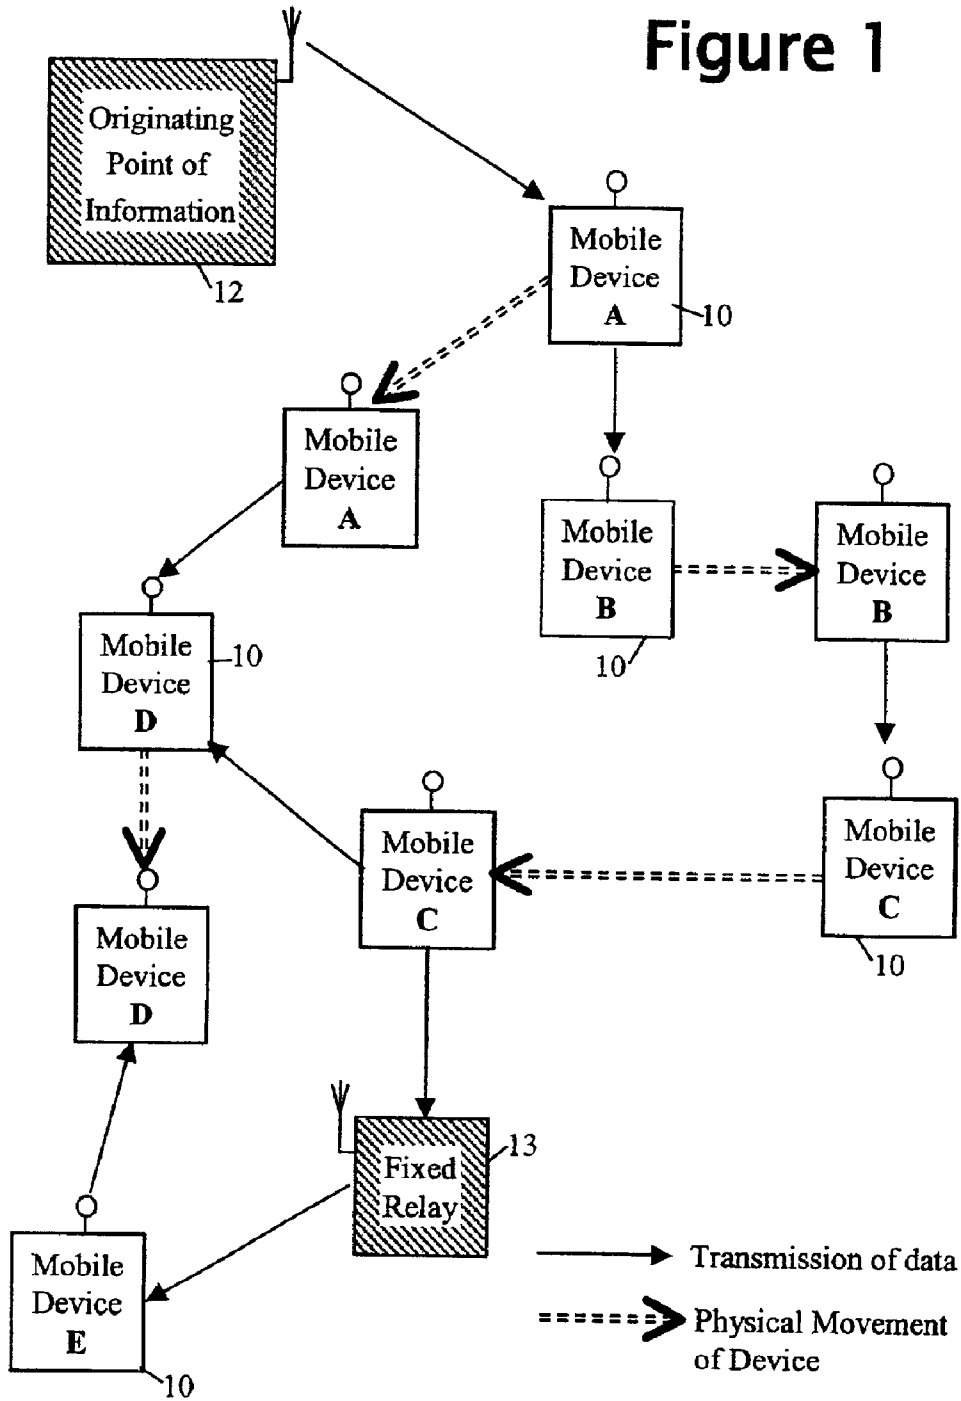 Figure 1
Originating
Point of
Information
12
Mobile
Device
A
10
Mobile
Device
A
Mobile
Device
B
10
Mobile
Device
B
Mobile
Device
D
10
Mobile
Device
C
Mobile
Device
C
10
Mobile
Device
D
Fixed
Relay
13
Mobile
Device
E
10
Transmission of data
Physical Movement
of Device